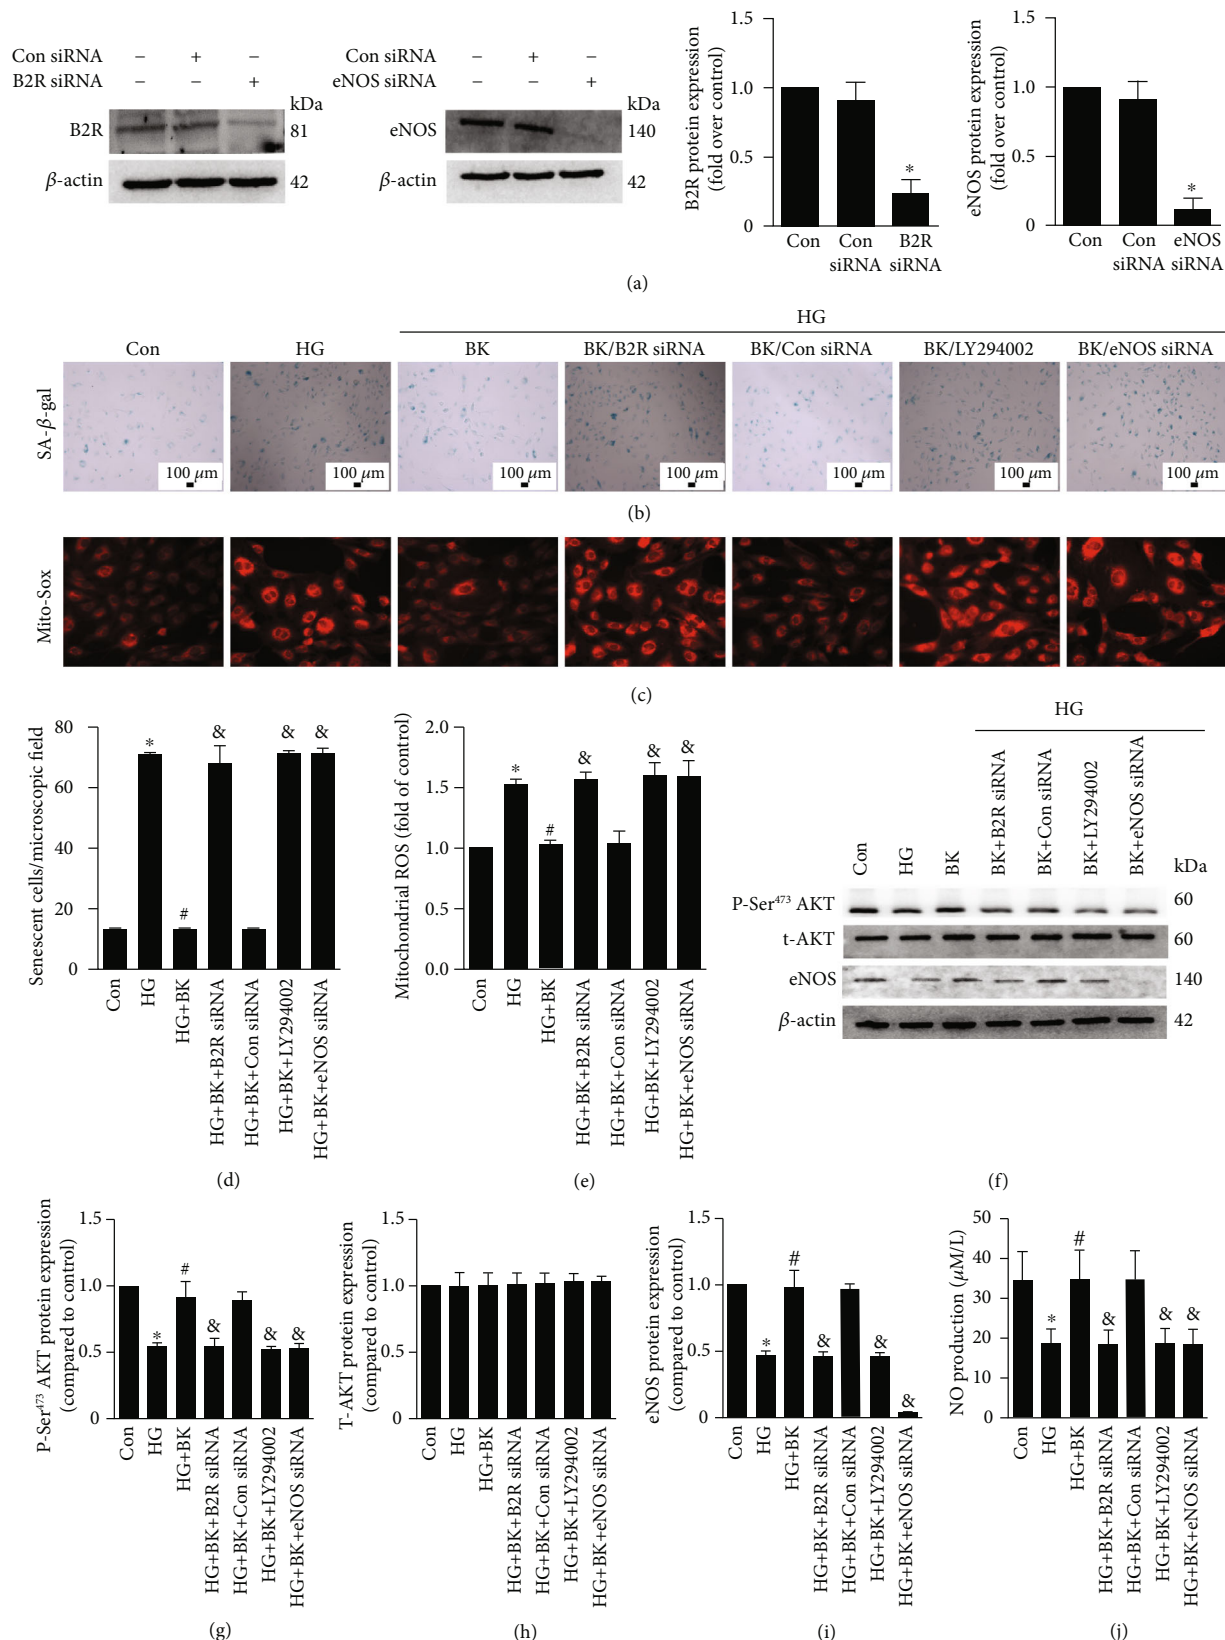 Con siRNA − + −
B2R siRNA − − +
kDa
B2R 81
β-actin 42
Con siRNA − + −
eNOS siRNA − − +
kDa
eNOS 140
β-actin 42
B2R protein expression
(fold over control)
1.5
1.0
0.5
0
*
Con Con siRNA B2R siRNA
eNOS protein expression
(fold over control)
1.5
1.0
0.5
0
*
Con Con siRNA eNOS siRNA
(a)
HG
Con HG BK BK/B2R siRNA BK/Con siRNA BK/LY294002 BK/eNOS siRNA
SA-β-gal
100 μm 100 μm 100 μm 100 μm 100 μm 100 μm 100 μm
(b)
Mito-Sox
(c)
Senescent cells/microscopic field
80
60
40
20
0
* # & & &
Con
HG
HG+BK
HG+BK+B2R siRNA
HG+BK+Con siRNA
HG+BK+LY294002
HG+BK+eNOS siRNA
(d)
Mitochondrial ROS (fold of control)
2.0
1.5
1.0
0.5
0.0
* # & & &
Con
HG
HG+BK
HG+BK+B2R siRNA
HG+BK+Con siRNA
HG+BK+LY294002
HG+BK+eNOS siRNA
(e)
HG
Con
HG
BK
BK+B2R siRNA
BK+Con siRNA
BK+LY294002
BK+eNOS siRNA
kDa
P-Ser473 AKT 60
t-AKT 60
eNOS 140
β-actin 42
(f)
P-Ser473 AKT protein expression
(compared to control)
1.5
1.0
0.5
0
* # & & &
Con
HG
HG+BK
HG+BK+B2R siRNA
HG+BK+Con siRNA
HG+BK+LY294002
HG+BK+eNOS siRNA
(g)
T-AKT protein expression
(compared to control)
1.5
1.0
0.5
0
Con
HG
HG+BK
HG+BK+B2R siRNA
HG+BK+Con siRNA
HG+BK+LY294002
HG+BK+eNOS siRNA
(h)
eNOS protein expression
(compared to control)
1.5
1.0
0.5
0
* # & & &
Con
HG
HG+BK
HG+BK+B2R siRNA
HG+BK+Con siRNA
HG+BK+LY294002
HG+BK+eNOS siRNA
(i)
NO production (μM/L)
50
40
30
20
10
0
* # & & &
Con
HG
HG+BK
HG+BK+B2R siRNA
HG+BK+Con siRNA
HG+BK+LY294002
HG+BK+eNOS siRNA
(j)